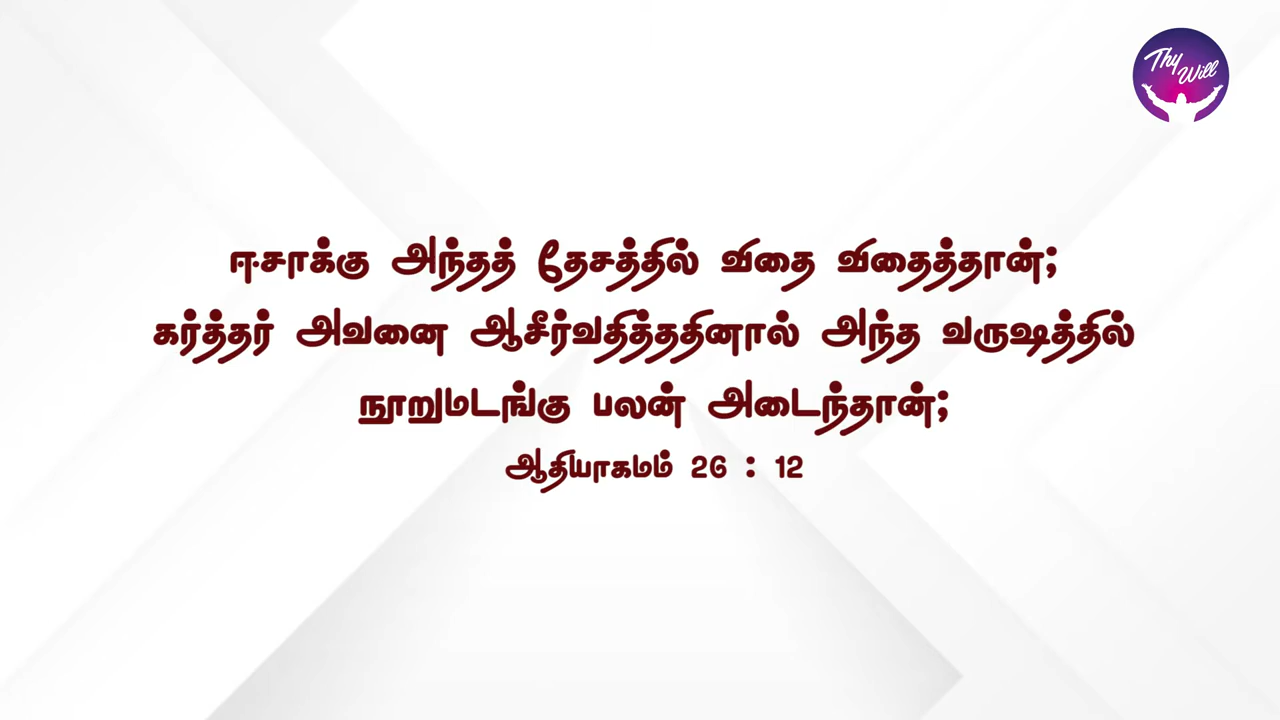 Thy Will
ஈசாக்கு அந்தத் தேசத்தில் விதை விதைத்தான்;
கர்த்தர் அவனை ஆசீர்வதித்ததினால் அந்த வருஷத்தில்
நூறுமடங்கு பலன் அடைந்தான்;
ஆதியாகமம் 26 : 12